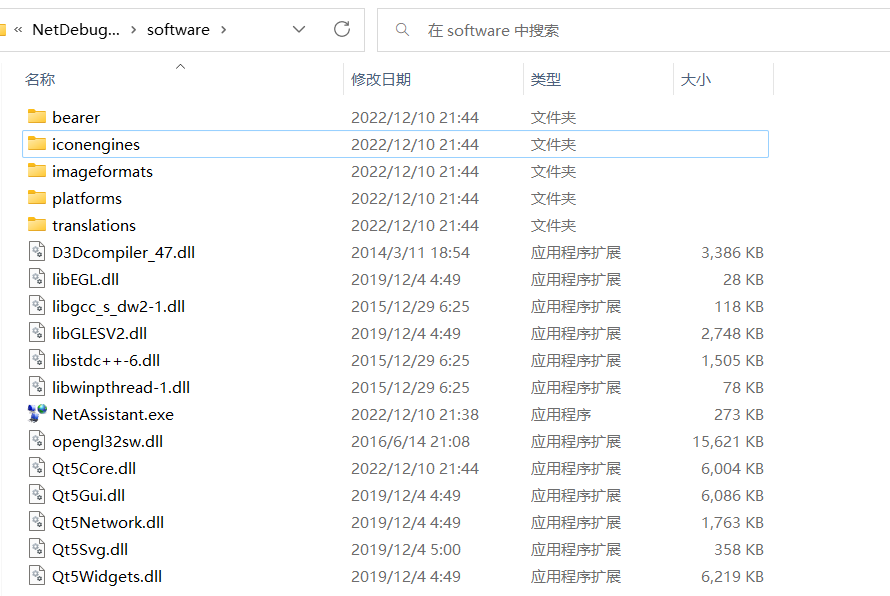 « NetDebug... › software ›
在 software 中搜索
名称 修改日期 类型 大小
bearer 2022/12/10 21:44 文件夹
iconengines 2022/12/10 21:44 文件夹
imageformats 2022/12/10 21:44 文件夹
platforms 2022/12/10 21:44 文件夹
translations 2022/12/10 21:44 文件夹
D3Dcompiler_47.dll 2014/3/11 18:54 应用程序扩展 3,386 KB
libEGL.dll 2019/12/4 4:49 应用程序扩展 28 KB
libgcc_s_dw2-1.dll 2015/12/29 6:25 应用程序扩展 118 KB
libGLESV2.dll 2019/12/4 4:49 应用程序扩展 2,748 KB
libstdc++-6.dll 2015/12/29 6:25 应用程序扩展 1,505 KB
libwinpthread-1.dll 2015/12/29 6:25 应用程序扩展 78 KB
NetAssistant.exe 2022/12/10 21:38 应用程序 273 KB
opengl32sw.dll 2016/6/14 21:08 应用程序扩展 15,621 KB
Qt5Core.dll 2022/12/10 21:44 应用程序扩展 6,004 KB
Qt5Gui.dll 2019/12/4 4:49 应用程序扩展 6,086 KB
Qt5Network.dll 2019/12/4 4:49 应用程序扩展 1,763 KB
Qt5Svg.dll 2019/12/4 5:00 应用程序扩展 358 KB
Qt5Widgets.dll 2019/12/4 4:49 应用程序扩展 6,219 KB